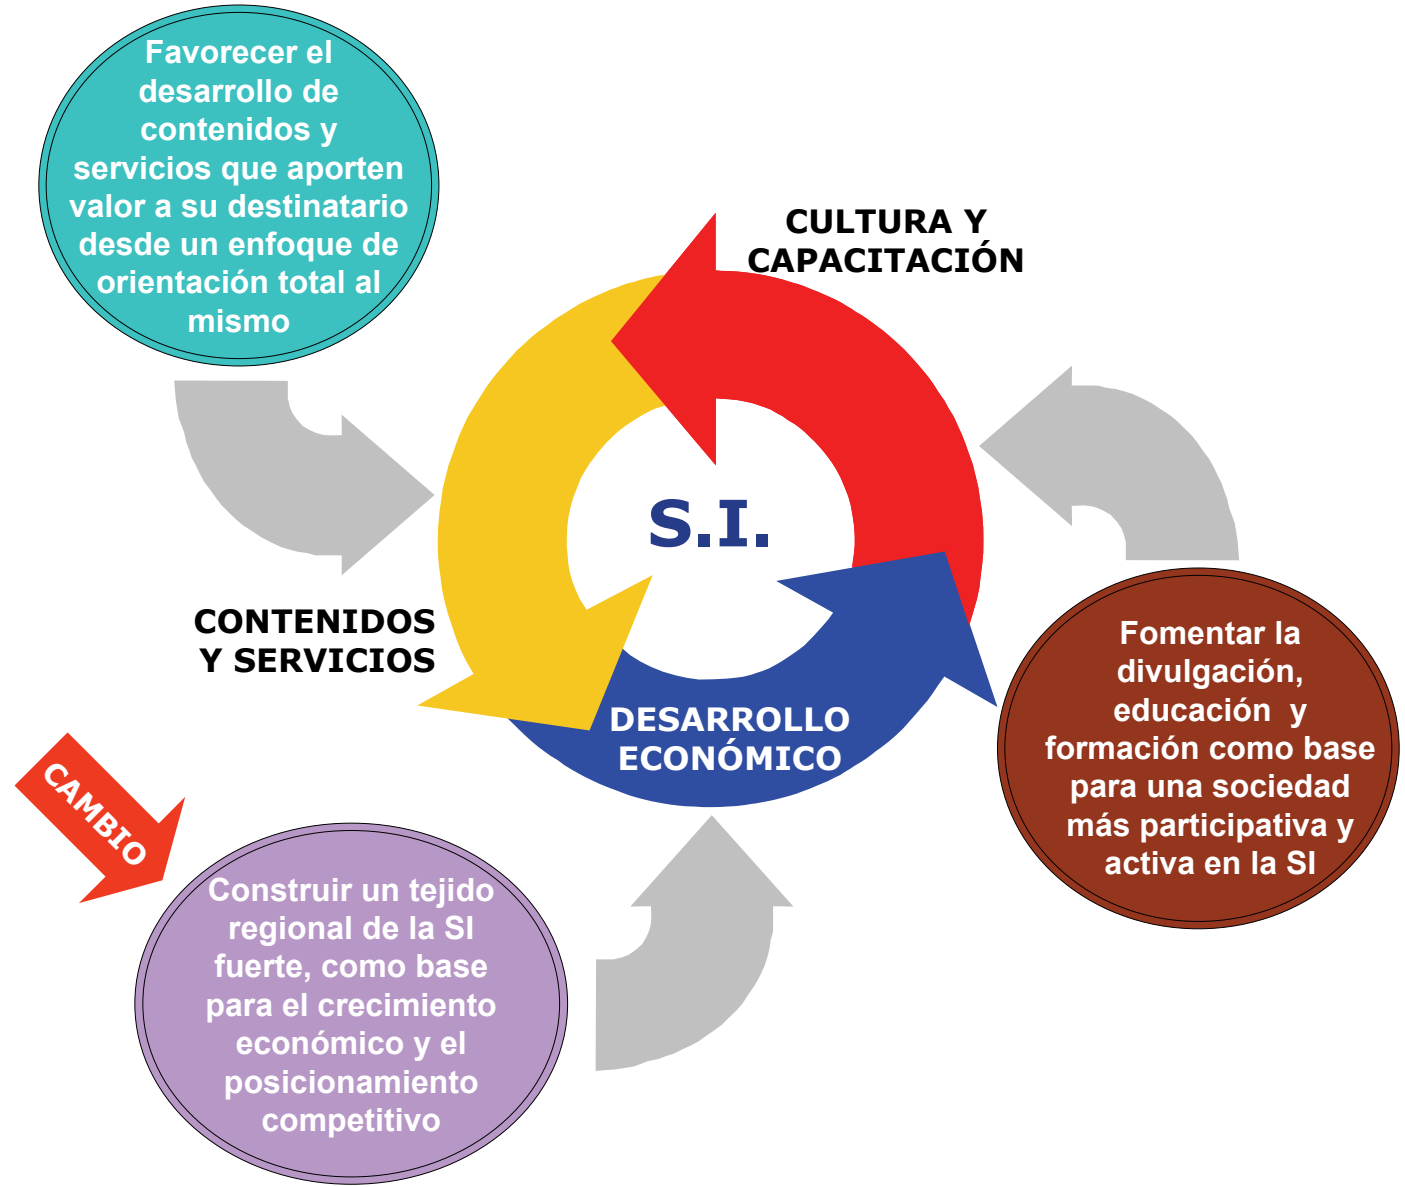 Favorecer el
desarrollo de
contenidos y
servicios que aporten
valor a su destinatario
desde un enfoque de
orientación total al
mismo
CULTURA Y
CAPACITACIÓN
S.I.
CONTENIDOS
Y SERVICIOS
DESARROLLO
ECONÓMICO
Fomentar la
divulgación,
educación y
formación como base
para una sociedad
más participativa y
activa en la SI
CAMBIO
Construir un tejido
regional de la SI
fuerte, como base
para el crecimiento
económico y el
posicionamiento
competitivo